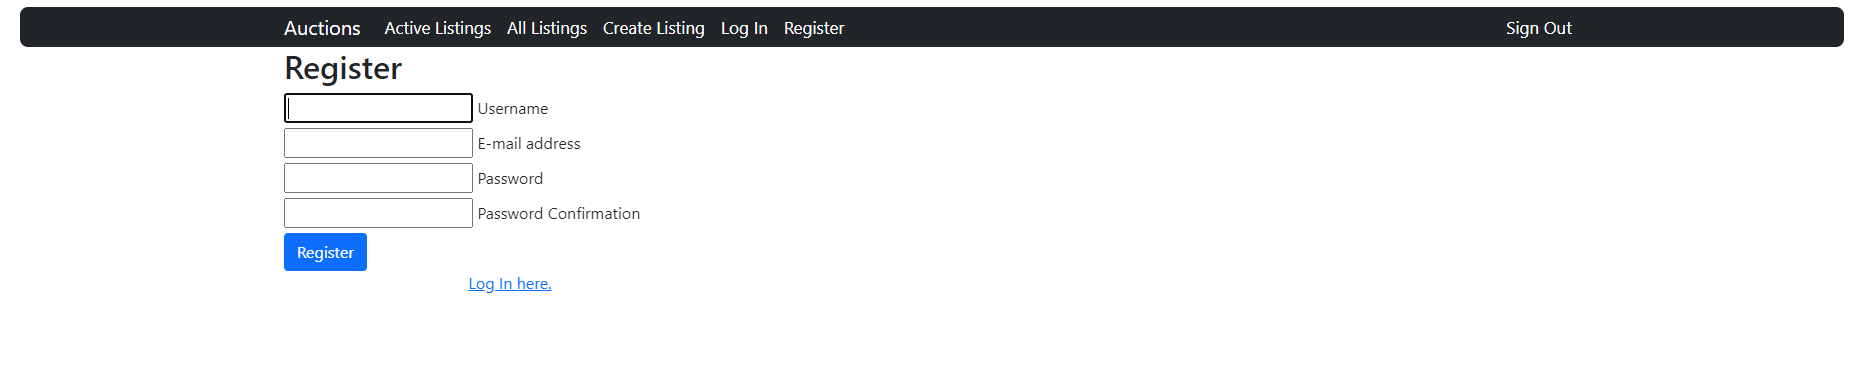 Auctions Active Listings All Listings Create Listing Log In Register Sign Out
Register
Username
E-mail address
Password
Password Confirmation
Register
Log In here.